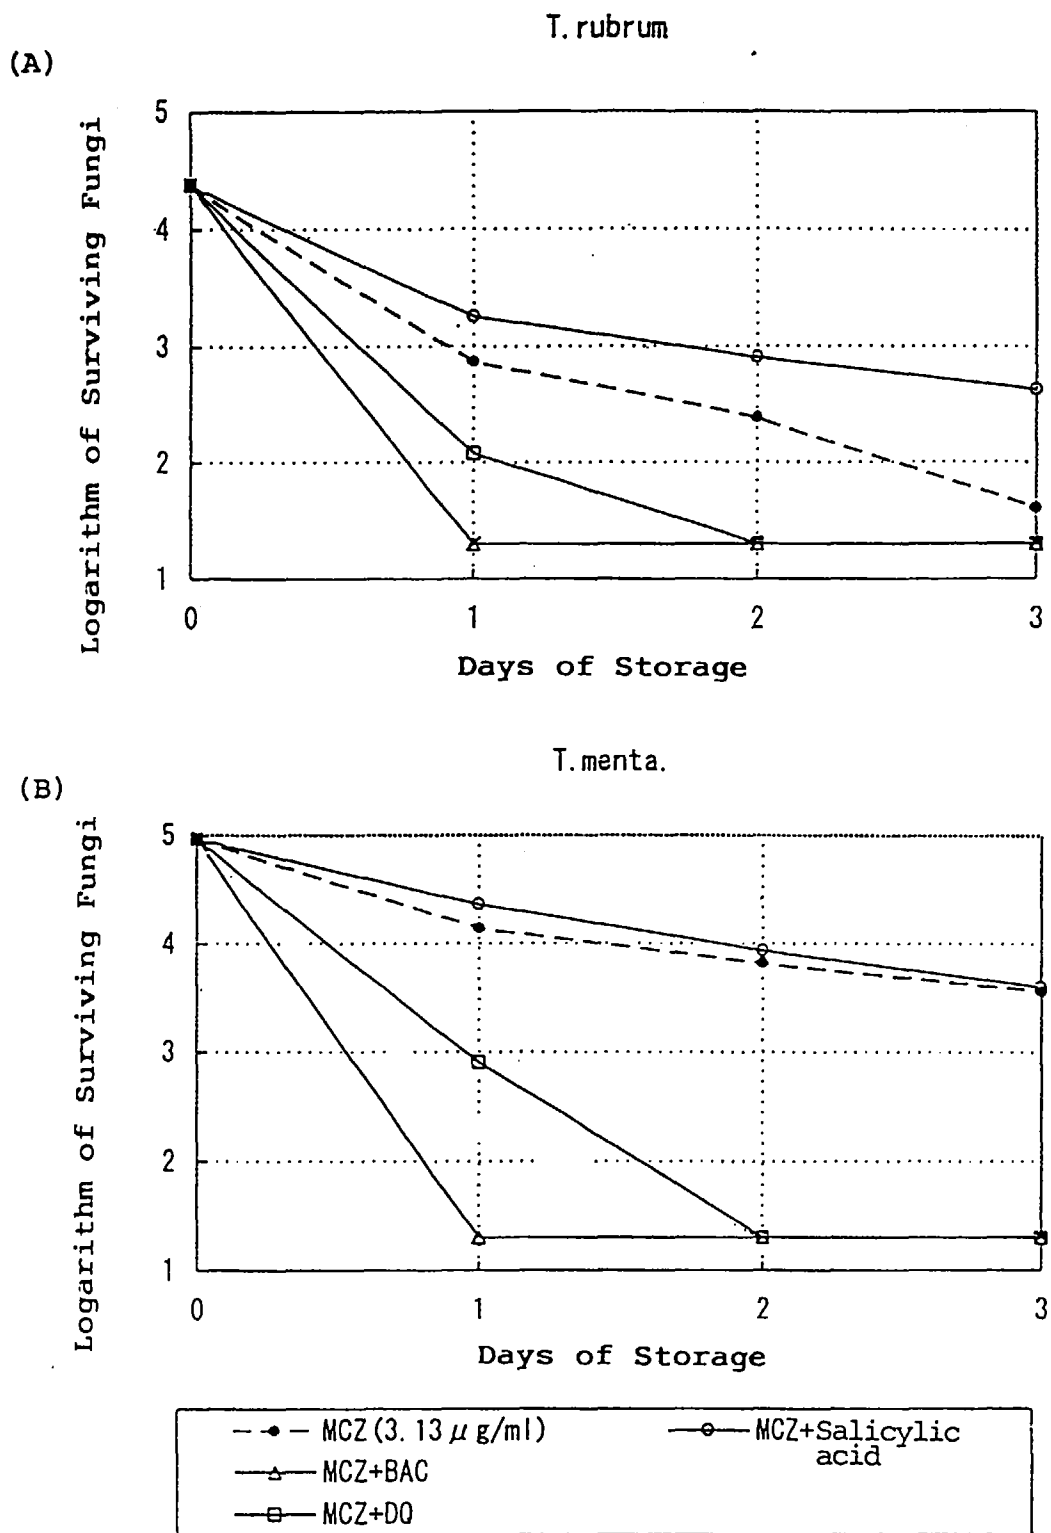 T.rubrum
(A)
Logarithm of Surviving Fungi
5
4
3
2
1
0 1 2 3
Days of Storage
T.menta.
(B)
Logarithm of Surviving Fungi
5
4
3
2
1
0 1 2 3
Days of Storage
MCZ(3.13μg/ml)
MCZ+BAC
MCZ+DQ
MCZ+Salicylic
acid